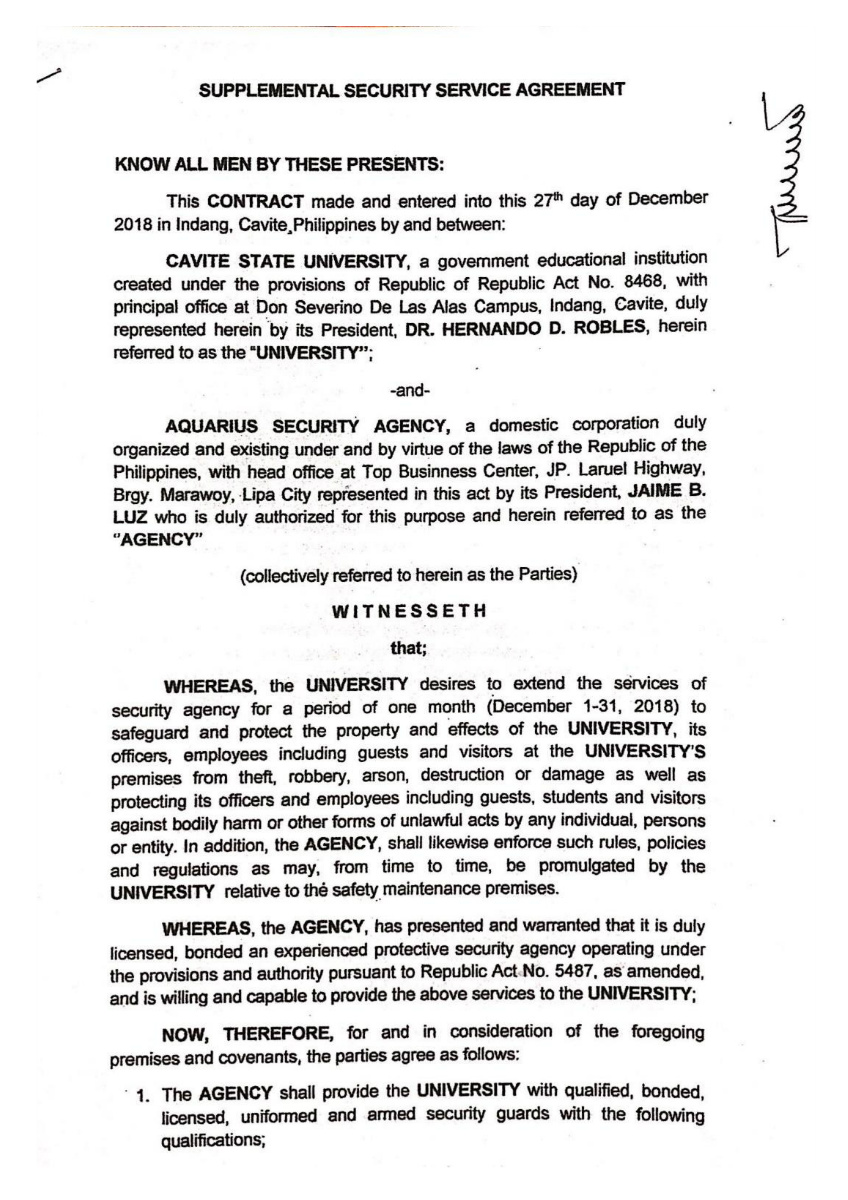 SUPPLEMENTAL SECURITY SERVICE AGREEMENT
KNOW ALL MEN BY THESE PRESENTS:
This CONTRACT made and entered into this 27th day of December
2018 in Indang, Cavite, Philippines by and between:
CAVITE STATE UNIVERSITY, a government educational institution
created under the provisions of Republic of Republic Act No. 8468, with
principal office at Don Severino De Las Alas Campus, Indang, Cavite, duly
represented herein by its President, DR. HERNANDO D. ROBLES, herein
referred to as the "UNIVERSITY";
-and-
AQUARIUS SECURITY AGENCY, a domestic corporation duly
organized and existing under and by virtue of the laws of the Republic of the
Philippines, with head office at Top Businness Center, JP. Laruel Highway,
Brgy. Marawoy, Lipa City represented in this act by its President, JAIME B.
LUZ who is duly authorized for this purpose and herein referred to as the
"AGENCY"
(collectively referred to herein as the Parties)
WITNESSETH
that;
WHEREAS, the UNIVERSITY desires to extend the services of
security agency for a period of one month (December 1-31, 2018) to
safeguard and protect the property and effects of the UNIVERSITY, its
officers, employees including guests and visitors at the UNIVERSITY'S
premises from theft, robbery, arson, destruction or damage as well as
protecting its officers and employees including guests, students and visitors
against bodily harm or other forms of unlawful acts by any individual, persons
or entity. In addition, the AGENCY, shall likewise enforce such rules, policies
and regulations as may, from time to time, be promulgated by the
UNIVERSITY relative to the safety maintenance premises.
WHEREAS, the AGENCY, has presented and warranted that it is duly
licensed, bonded an experienced protective security agency operating under
the provisions and authority pursuant to Republic Act No. 5487, as amended,
and is willing and capable to provide the above services to the UNIVERSITY;
NOW, THEREFORE, for and in consideration of the foregoing
premises and covenants, the parties agree as follows:
1. The AGENCY shall provide the UNIVERSITY with qualified, bonded,
licensed, uniformed and armed security guards with the following
qualifications;